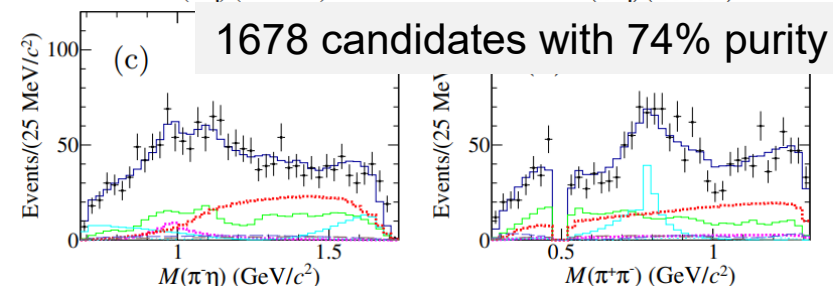 1678 candidates with 74% purity
(c)
100
50
0
Events/(25 MeV/c²)
1
1.5
M(π⁻η) (GeV/c²)
50
0
Events/(25 MeV/c²)
0.5
1
M(π⁺π⁻) (GeV/c²)